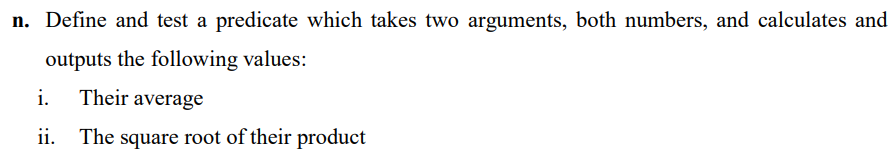 n. Define and test a predicate which takes two arguments, both numbers, and calculates and
outputs the following values:
i. Their average
ii. The square root of their product